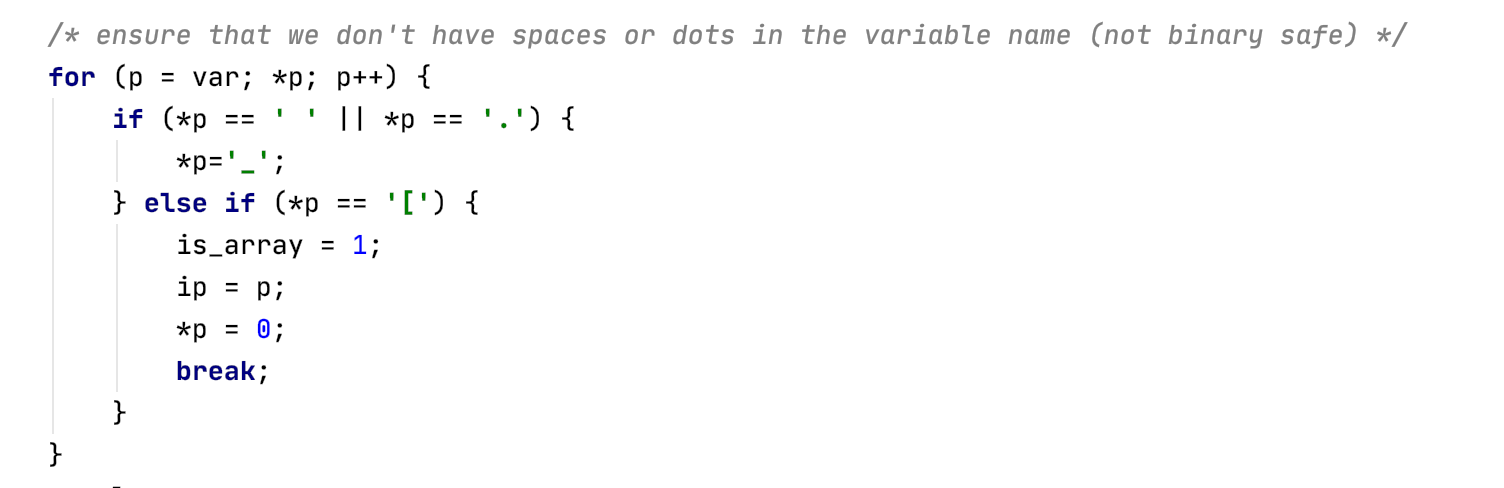 /* ensure that we don't have spaces or dots in the variable name (not binary safe) */
for (p = var; *p; p++) {
    if (*p == ' ' || *p == '.') {
        *p='_';
    } else if (*p == '[') {
        is_array = 1;
        ip = p;
        *p = 0;
        break;
    }
}